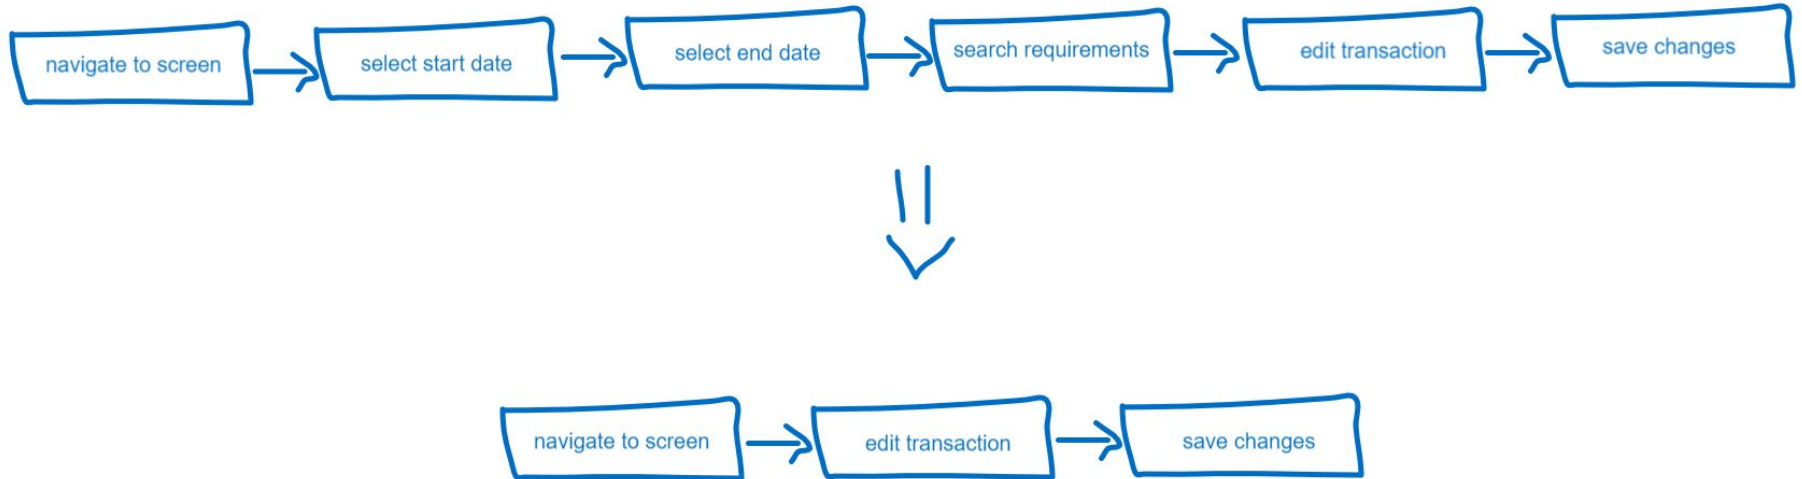 navigate to screen
select start date
select end date
search requirements
edit transaction
save changes
navigate to screen
edit transaction
save changes